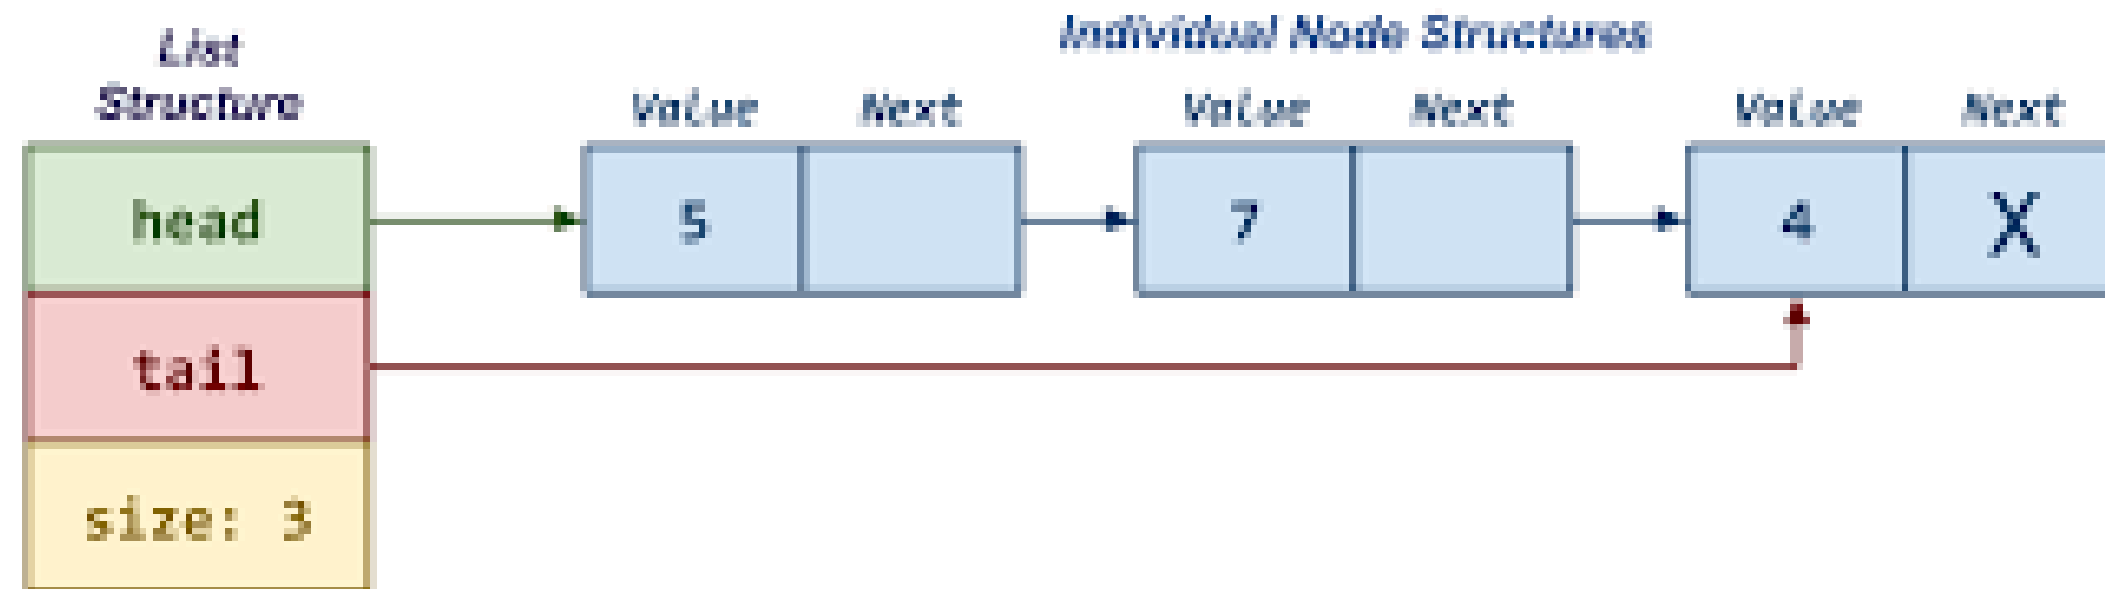 List
Structure
Individual Node Structures
Value Next Value Next Value Next
head 5 7 4 X
tail
size: 3